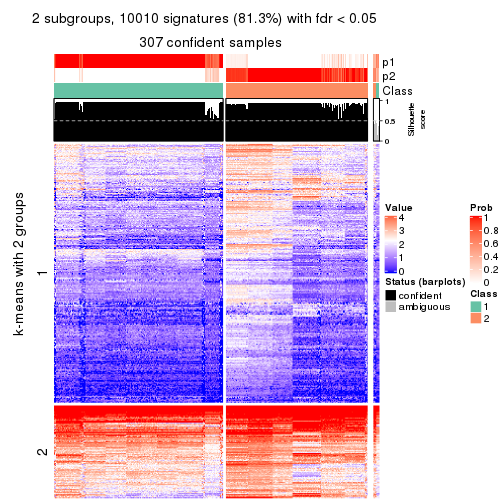 2 subgroups, 10010 signatures (81.3%) with fdr < 0.05
307 confident samples
p1
p2
Class
1
0.5
0
Silhouette
score
k-means with 2 groups
1
2
Value
4
3
2
1
0
Prob
1
0.8
0.6
0.4
0.2
0
Status (barplots)
confident
ambiguous
Class
1
2